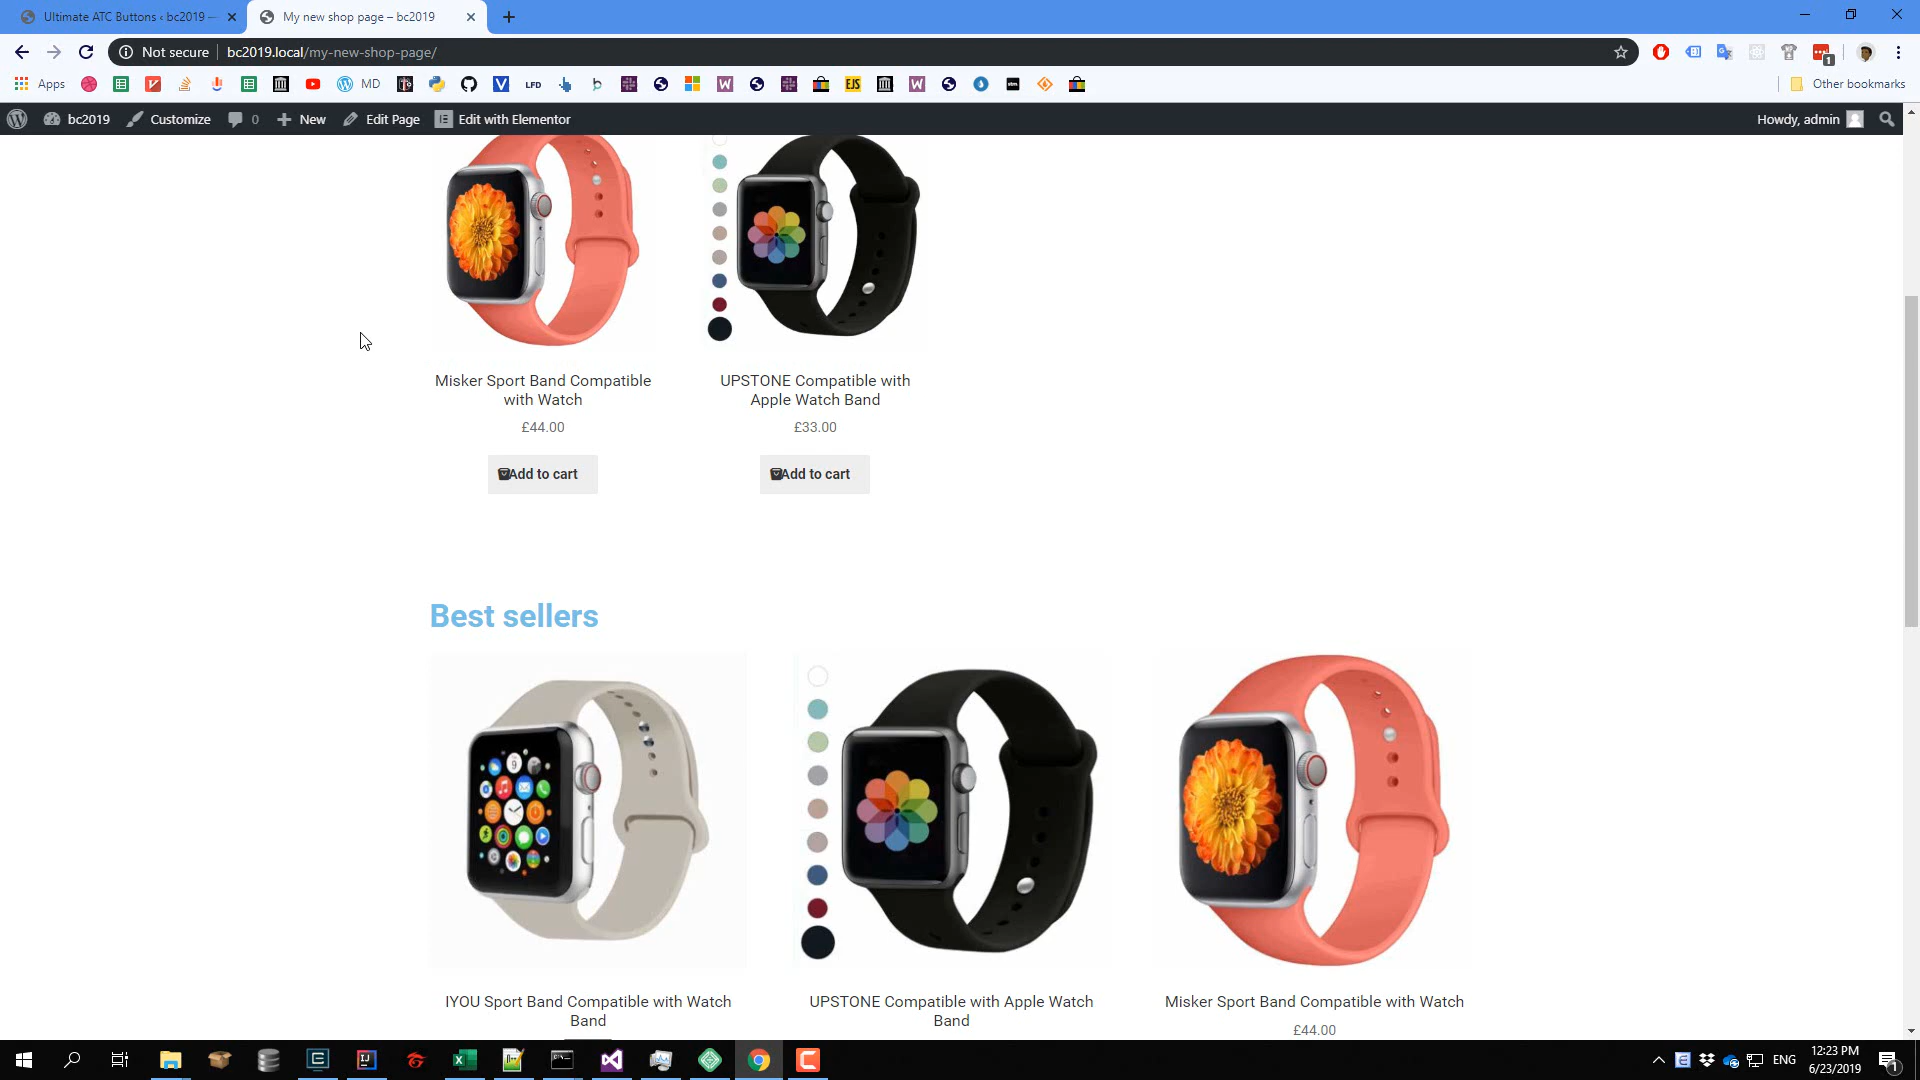 Ultimate ATC Buttons ‹ bc2019 —
My new shop page – bc2019
Not secure
bc2019.local/my-new-shop-page/
Apps
MD
LFD
EJS
Other bookmarks
bc2019
Customize
0
New
Edit Page
Edit with Elementor
Howdy, admin
Misker Sport Band Compatible
with Watch
£44.00
Add to cart
UPSTONE Compatible with
Apple Watch Band
£33.00
Add to cart
Best sellers
IYOU Sport Band Compatible with Watch
Band
UPSTONE Compatible with Apple Watch
Band
Misker Sport Band Compatible with Watch
£44.00
ENG
12:23 PM
6/23/2019
1